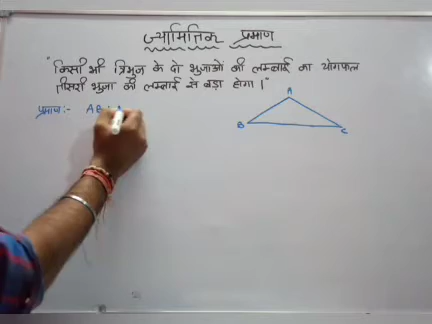 ज्यामितिक प्रमाण
"किसी भी त्रिभुज के दो भुजाओं की लम्बाई का योगफल
तीसरी भुजा की लम्बाई से बड़ा होगा।"
प्रमाण:- AB
A
B
C